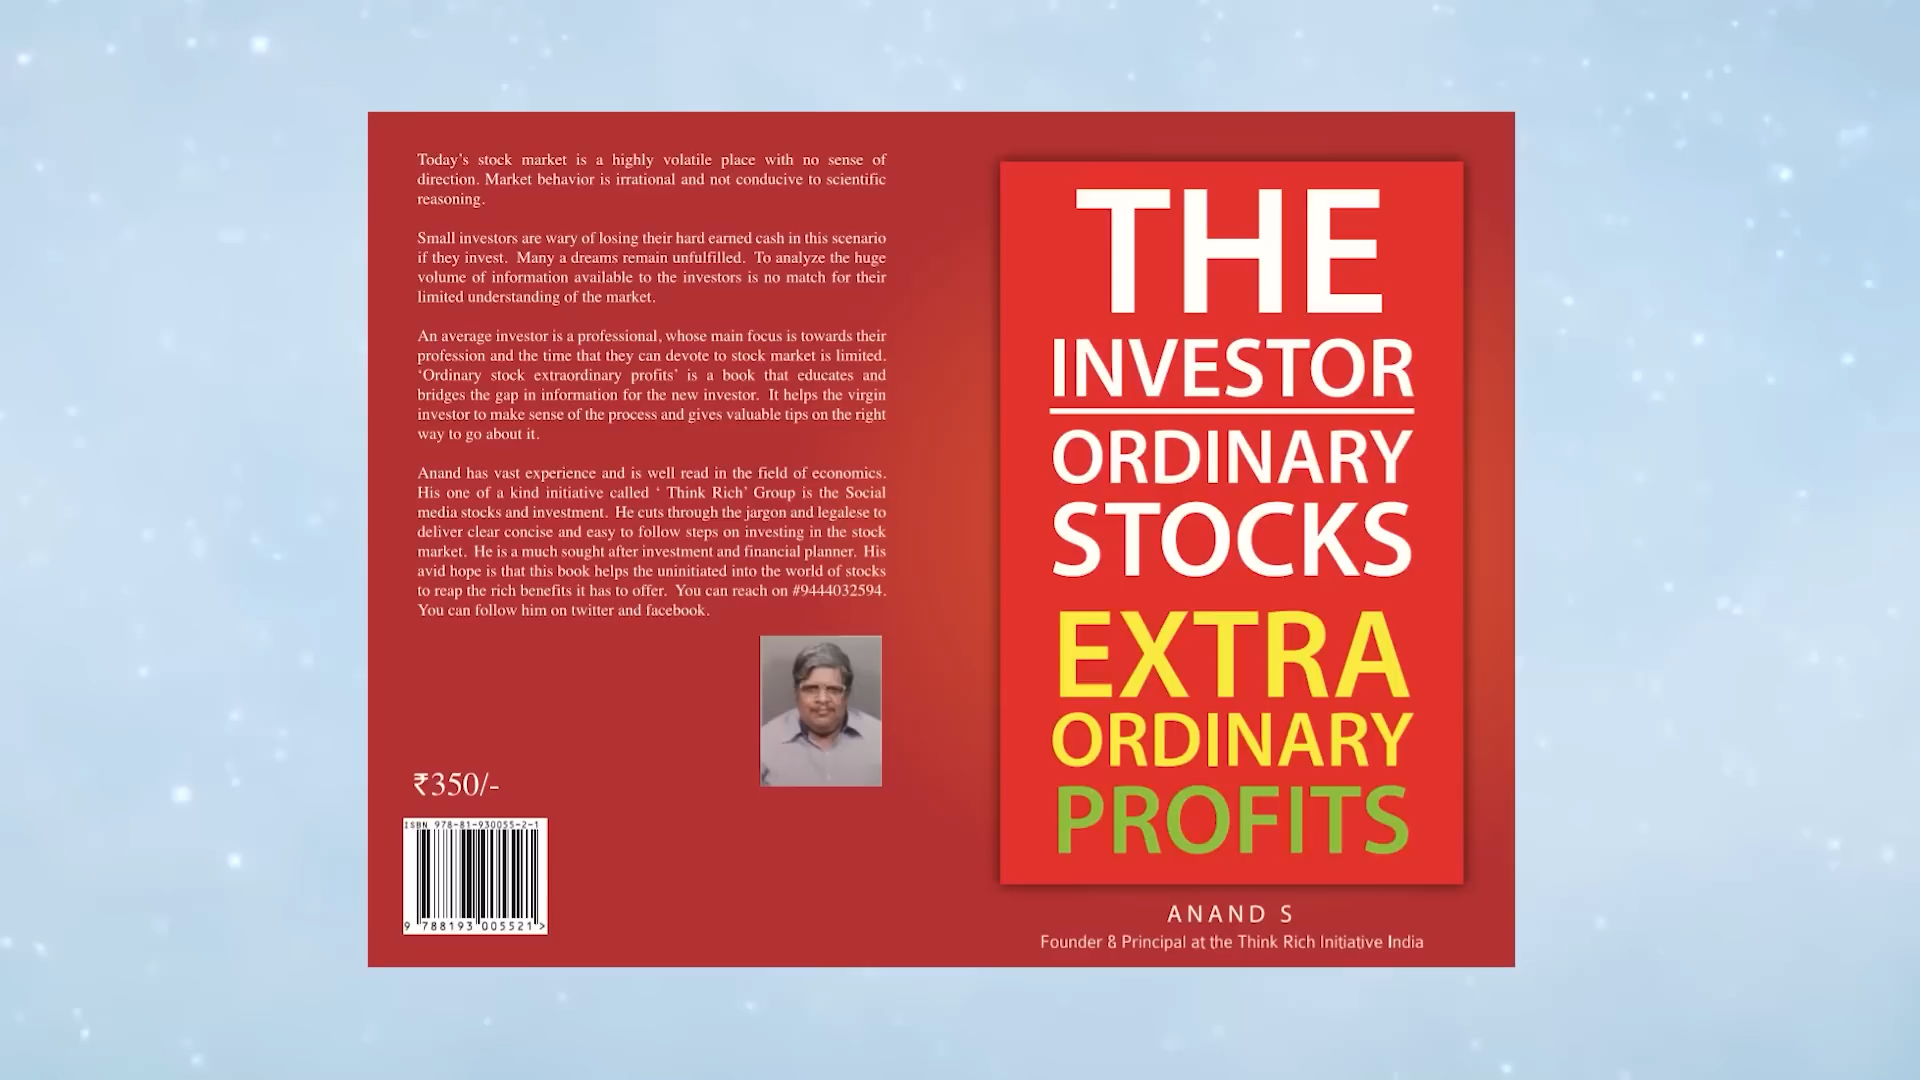 Today's stock market is a highly volatile place with no sense of
direction. Market behavior is irrational and not conducive to scientific
reasoning.
Small investors are wary of losing their hard earned cash in this scenario
if they invest. Many a dreams remain unfulfilled. To analyze the huge
volume of information available to the investors is no match for their
limited understanding of the market.
An average investor is a professional, whose main focus is towards their
profession and the time that they can devote to stock market is limited.
‘Ordinary stock extraordinary profits’ is a book that educates and
bridges the gap in information for the new investor. It helps the virgin
investor to make sense of the process and gives valuable tips on the right
way to go about it.
Anand has vast experience and is well read in the field of economics.
His one of a kind initiative called ‘ Think Rich’ Group is the Social
media stocks and investment. He cuts through the jargon and legalese to
deliver clear concise and easy to follow steps on investing in the stock
market. He is a much sought after investment and financial planner. His
avid hope is that this book helps the uninitiated into the world of stocks
to reap the rich benefits it has to offer. You can reach on #9444032594.
You can follow him on twitter and facebook.
₹350/-
ISBN 978-81-930055-2-1
9 788193 005521 >
THE
INVESTOR
ORDINARY
STOCKS
EXTRA
ORDINARY
PROFITS
ANAND S
Founder & Principal at the Think Rich Initiative India